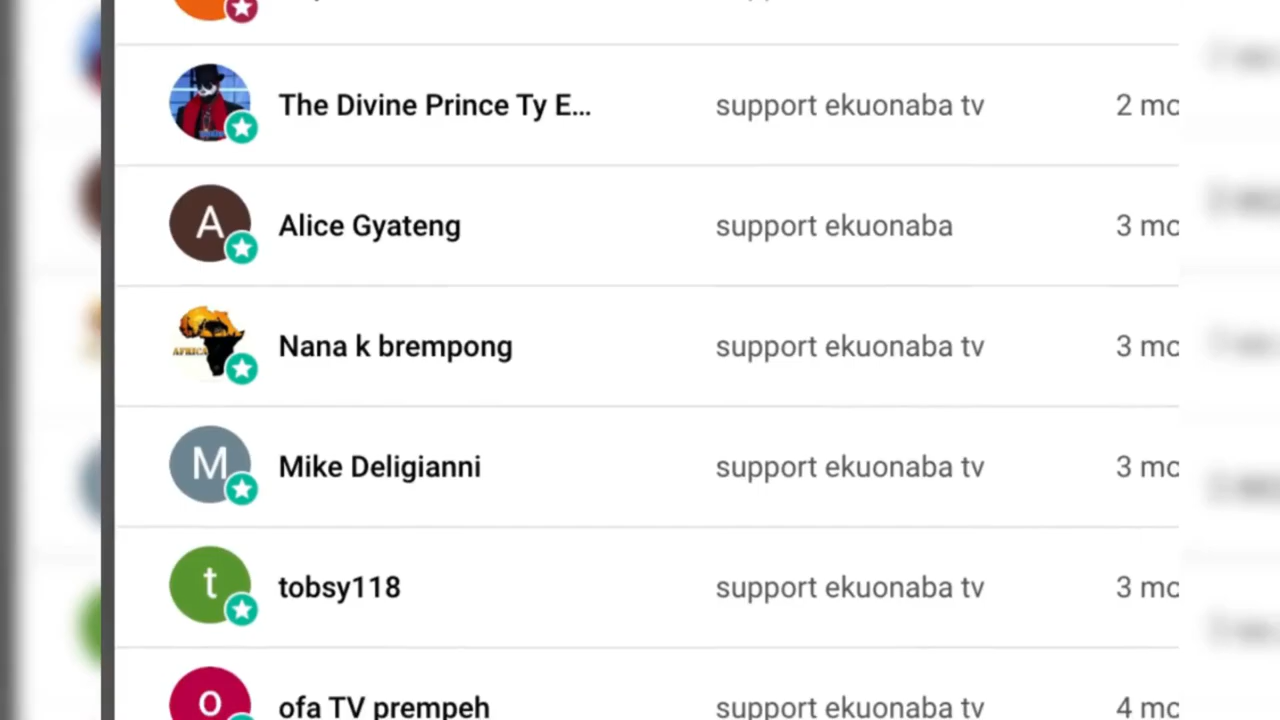 The Divine Prince Ty E... support ekuonaba tv 2 mo
A Alice Gyateng support ekuonaba 3 mo
AFRICA Nana k brempong support ekuonaba tv 3 mo
M Mike Deligianni support ekuonaba tv 3 mo
t tobsy118 support ekuonaba tv 3 mo
o ofa TV prempeh support ekuonaba tv 4 mo